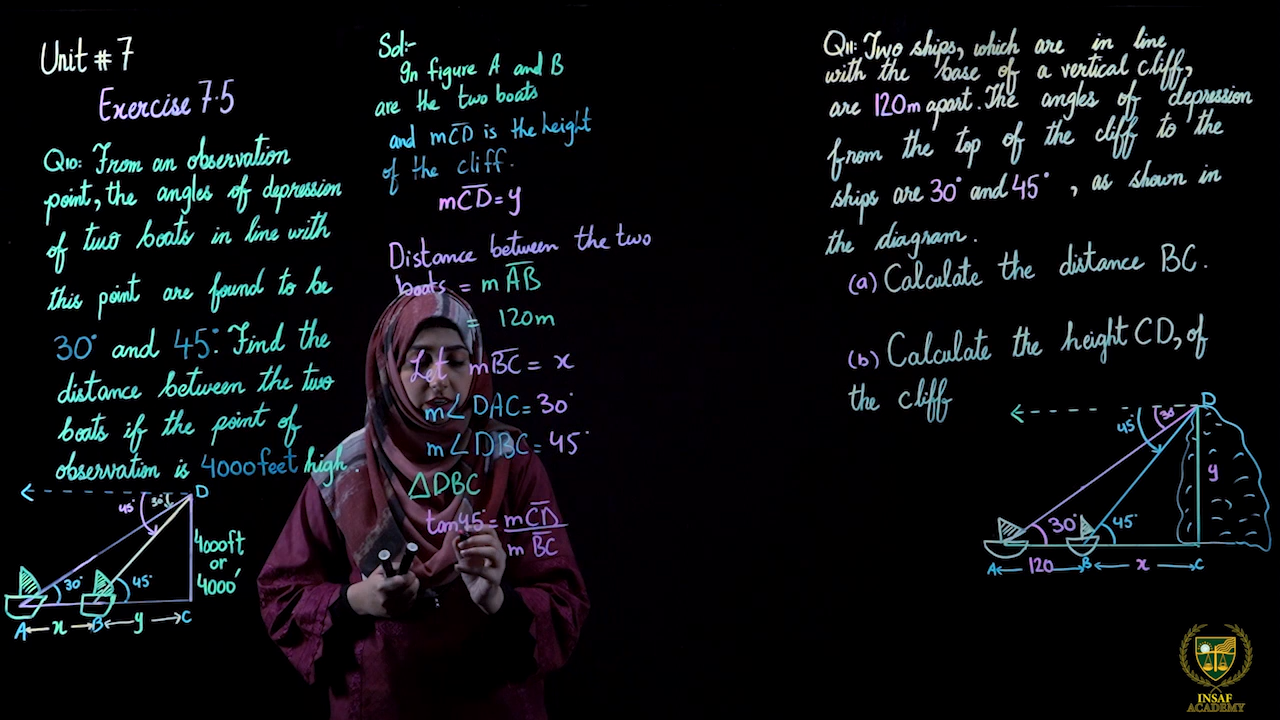 Unit # 7
Exercise 7.5
Q10: From an observation
point, the angles of depression
of two boats in line with
this point are found to be
30° and 45°. Find the
distance between the two
boats if the point of
observation is 4000 feet high.
D
45° 30°
4000ft
or
4000'
30° 45°
A x B y C
Sol:-
In figure A and B
are the two boats
and mCD is the height
of the cliff.
mCD = y
Distance between the two
boats = mAB
= 120m
Let mBC = x
m∠DAC = 30°
m∠DBC = 45°
△DBC
tan45° = mCD
mBC
Q11: Two ships, which are in line
with the base of a vertical cliff,
are 120m apart. The angles of depression
from the top of the cliff to the
ships are 30° and 45°, as shown in
the diagram.
(a) Calculate the distance BC.
(b) Calculate the height CD, of
the cliff
D
45° 30°
y
30° 45°
A 120 B x C
INSAF
ACADEMY